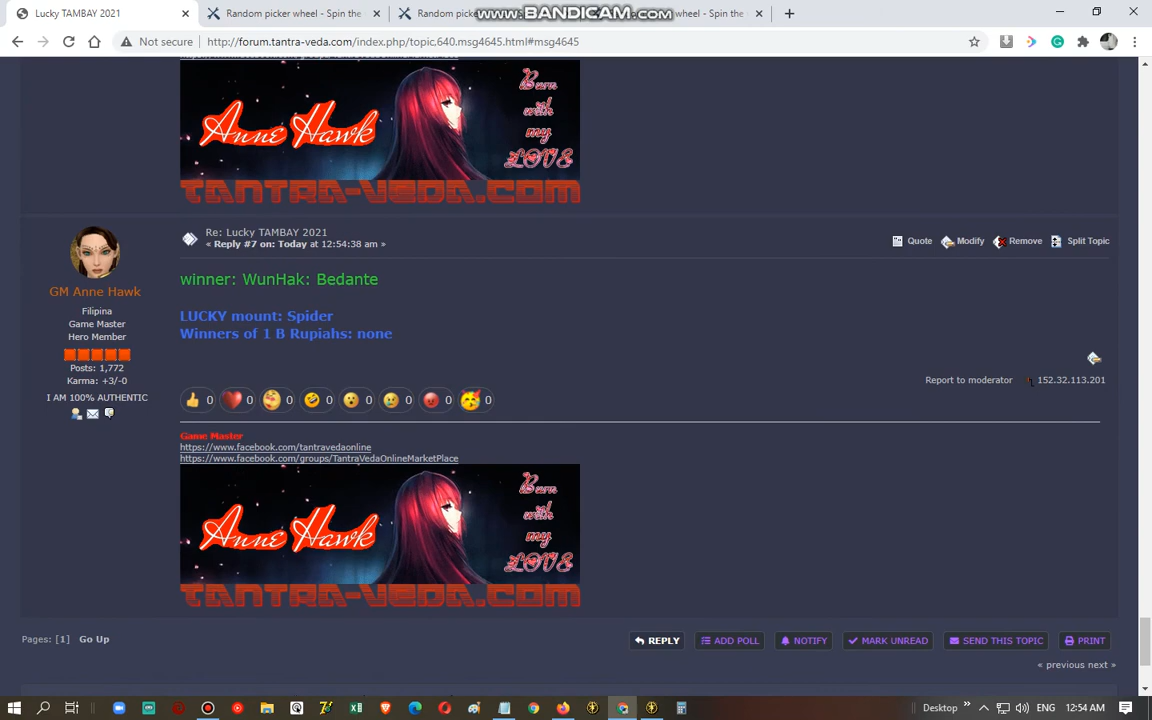 Lucky TAMBAY 2021
Random picker wheel - Spin the
Random picke
wheel - Spin the
www.BANDICAM.com
Not secure
http://forum.tantra-veda.com/index.php/topic,640.msg4645.html#msg4645
Anne Hawk
Burn
with
my
LOVE
TANTRA-VEDA.COM
GM Anne Hawk
Filipina
Game Master
Hero Member
Posts: 1,772
Karma: +3/-0
I AM 100% AUTHENTIC
Re: Lucky TAMBAY 2021
« Reply #7 on: Today at 12:54:38 am »
Quote
Modify
Remove
Split Topic
winner: WunHak: Bedante
LUCKY mount: Spider
Winners of 1 B Rupiahs: none
Report to moderator
152.32.113.201
0 0 0 0 0 0 0 0
Game Master
https://www.facebook.com/tantravedaonline
https://www.facebook.com/groups/TantraVedaOnlineMarketPlace
Anne Hawk
Burn
with
my
LOVE
TANTRA-VEDA.COM
Pages: [1] Go Up
REPLY
ADD POLL
NOTIFY
MARK UNREAD
SEND THIS TOPIC
PRINT
« previous next »
Desktop
ENG
12:54 AM